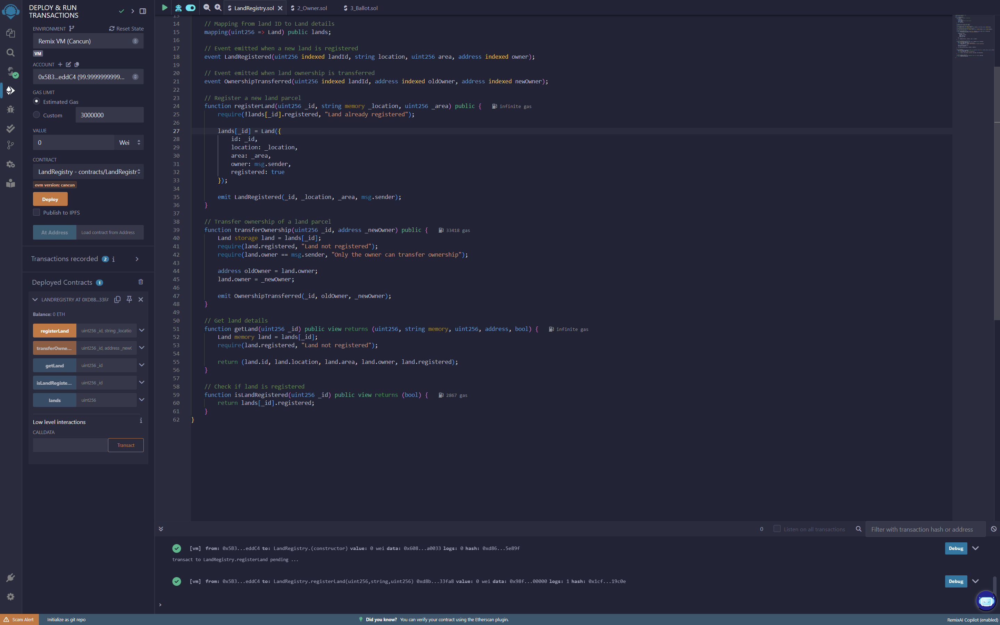 DEPLOY & RUN
TRANSACTIONS
ENVIRONMENT
Reset State
Remix VM (Cancun)
VM
ACCOUNT
0x5B3...eddC4 (99.9999999999...
GAS LIMIT
Estimated Gas
Custom
3000000
VALUE
0
Wei
CONTRACT
LandRegistry - contracts/LandRegistr
evm version: cancun
Deploy
Publish to IPFS
At Address
Load contract from Address
Transactions recorded 2 i
Deployed Contracts 1
LANDREGISTRY AT 0XD8B...33FA
Balance: 0 ETH
registerLand
uint256 _id, string _locatio
transferOwne...
uint256 _id, address _new
getLand
uint256 _id
isLandRegiste...
uint256 _id
lands
uint256
Low level interactions
i
CALLDATA
Transact
LandRegistry.sol
2_Owner.sol
3_Ballot.sol
13
14 // Mapping from land ID to Land details
15 mapping(uint256 => Land) public lands;
16
17 // Event emitted when a new land is registered
18 event LandRegistered(uint256 indexed landId, string location, uint256 area, address indexed owner);
19
20 // Event emitted when land ownership is transferred
21 event OwnershipTransferred(uint256 indexed landId, address indexed oldOwner, address indexed newOwner);
22
23 // Register a new land parcel
24 function registerLand(uint256 _id, string memory _location, uint256 _area) public { infinite gas
25 require(!lands[_id].registered, "Land already registered");
26
27 lands[_id] = Land({
28 id: _id,
29 location: _location,
30 area: _area,
31 owner: msg.sender,
32 registered: true
33 });
34
35 emit LandRegistered(_id, _location, _area, msg.sender);
36 }
37
38 // Transfer ownership of a land parcel
39 function transferOwnership(uint256 _id, address _newOwner) public { 33418 gas
40 Land storage land = lands[_id];
41 require(land.registered, "Land not registered");
42 require(land.owner == msg.sender, "Only the owner can transfer ownership");
43
44 address oldOwner = land.owner;
45 land.owner = _newOwner;
46
47 emit OwnershipTransferred(_id, oldOwner, _newOwner);
48 }
49
50 // Get land details
51 function getLand(uint256 _id) public view returns (uint256, string memory, uint256, address, bool) { infinite gas
52 Land memory land = lands[_id];
53 require(land.registered, "Land not registered");
54
55 return (land.id, land.location, land.area, land.owner, land.registered);
56 }
57
58 // Check if land is registered
59 function isLandRegistered(uint256 _id) public view returns (bool) { 2867 gas
60 return lands[_id].registered;
61 }
62 }
0
Listen on all transactions
Filter with transaction hash or address
[vm] from: 0x5B3...eddC4 to: LandRegistry.(constructor) value: 0 wei data: 0x608...a0033 logs: 0 hash: 0xd86...5e89f
Debug
transact to LandRegistry.registerLand pending ...
[vm] from: 0x5B3...eddC4 to: LandRegistry.registerLand(uint256,string,uint256) 0xd8b...33fa8 value: 0 wei data: 0x98f...00000 logs: 1 hash: 0x1cf...19c0e
Debug
>
Scam Alert
Initialize as git repo
Did you know? You can verify your contract using the Etherscan plugin.
RemixAI Copilot (enabled)